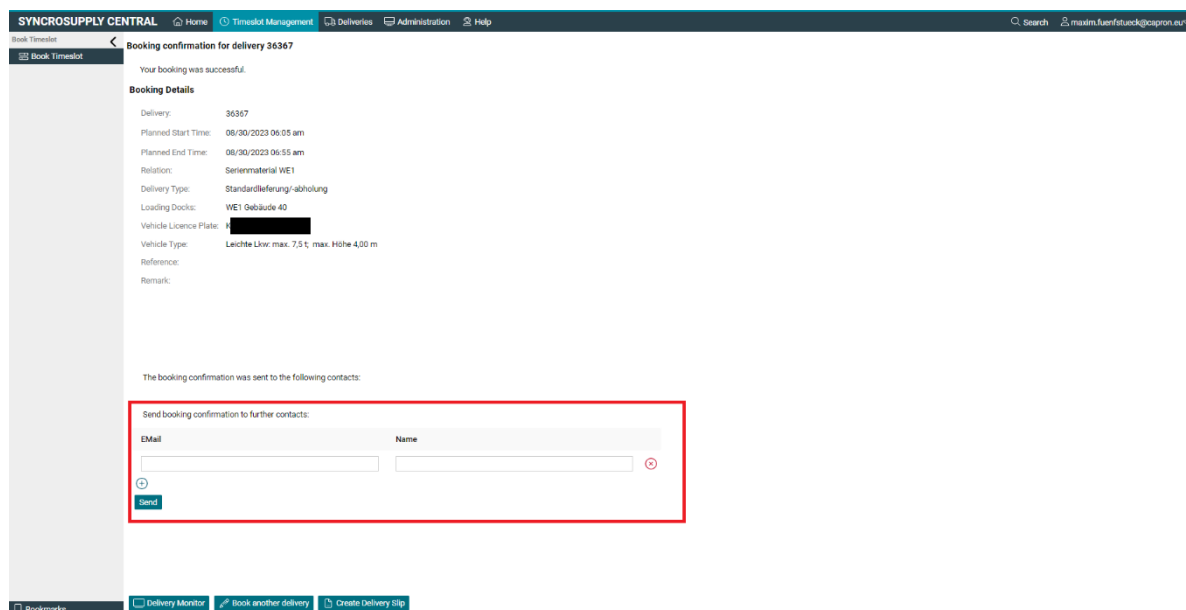 SYNCROSUPPLY CENTRAL Home Timeslot Management Deliveries Administration Help Search maxim.fuenfstueck@capron.eu
Book Timeslot
Book Timeslot
Booking confirmation for delivery 36367
Your booking was successful.
Booking Details
Delivery: 36367
Planned Start Time: 08/30/2023 06:05 am
Planned End Time: 08/30/2023 06:55 am
Relation: Serienmaterial WE1
Delivery Type: Standardlieferung/-abholung
Loading Docks: WE1 Gebäude 40
Vehicle Licence Plate: K
Vehicle Type: Leichte Lkw: max. 7,5 t; max. Höhe 4,00 m
Reference:
Remark:
The booking confirmation was sent to the following contacts:
Send booking confirmation to further contacts:
EMail Name
Send
Bookmarks Delivery Monitor Book another delivery Create Delivery Slip